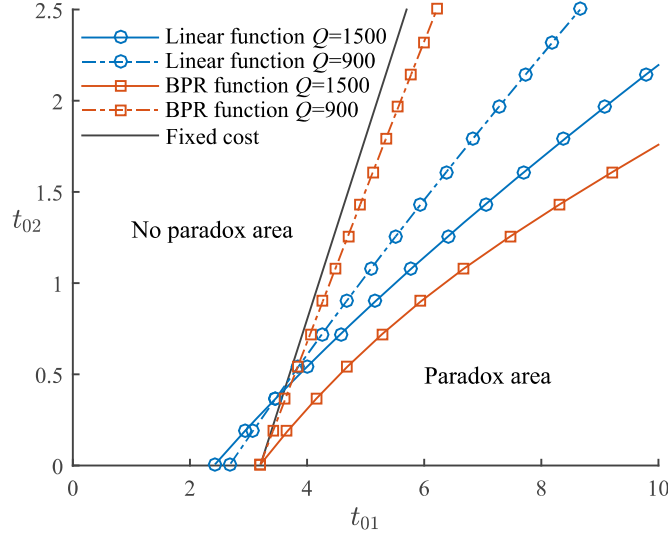 2.5
Linear function Q=1500
Linear function Q=900
2
BPR function Q=1500
BPR function Q=900
Fixed cost
1.5
No paradox area
t02
1
Paradox area
0.5
0
0 2 4 6 8 10
t01